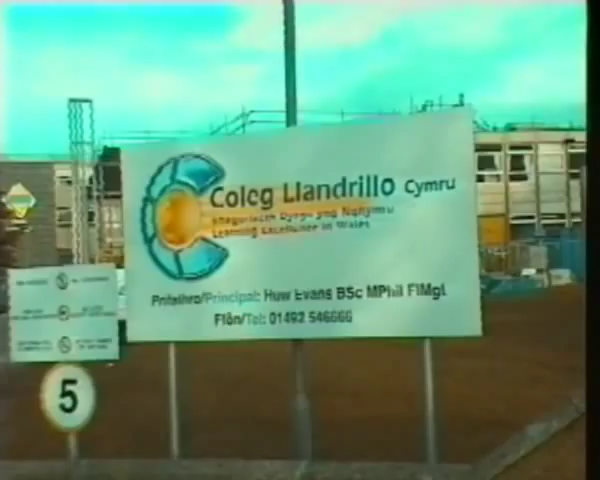 Coleg Llandrillo Cymru
Rhagoriaeth Dysgu yng Nghymru
Learning Excellence in Wales
Prifathro/Principal: Huw Evans BSc MPhil FIMgt
Ffôn/Tel: 01492 546666
5